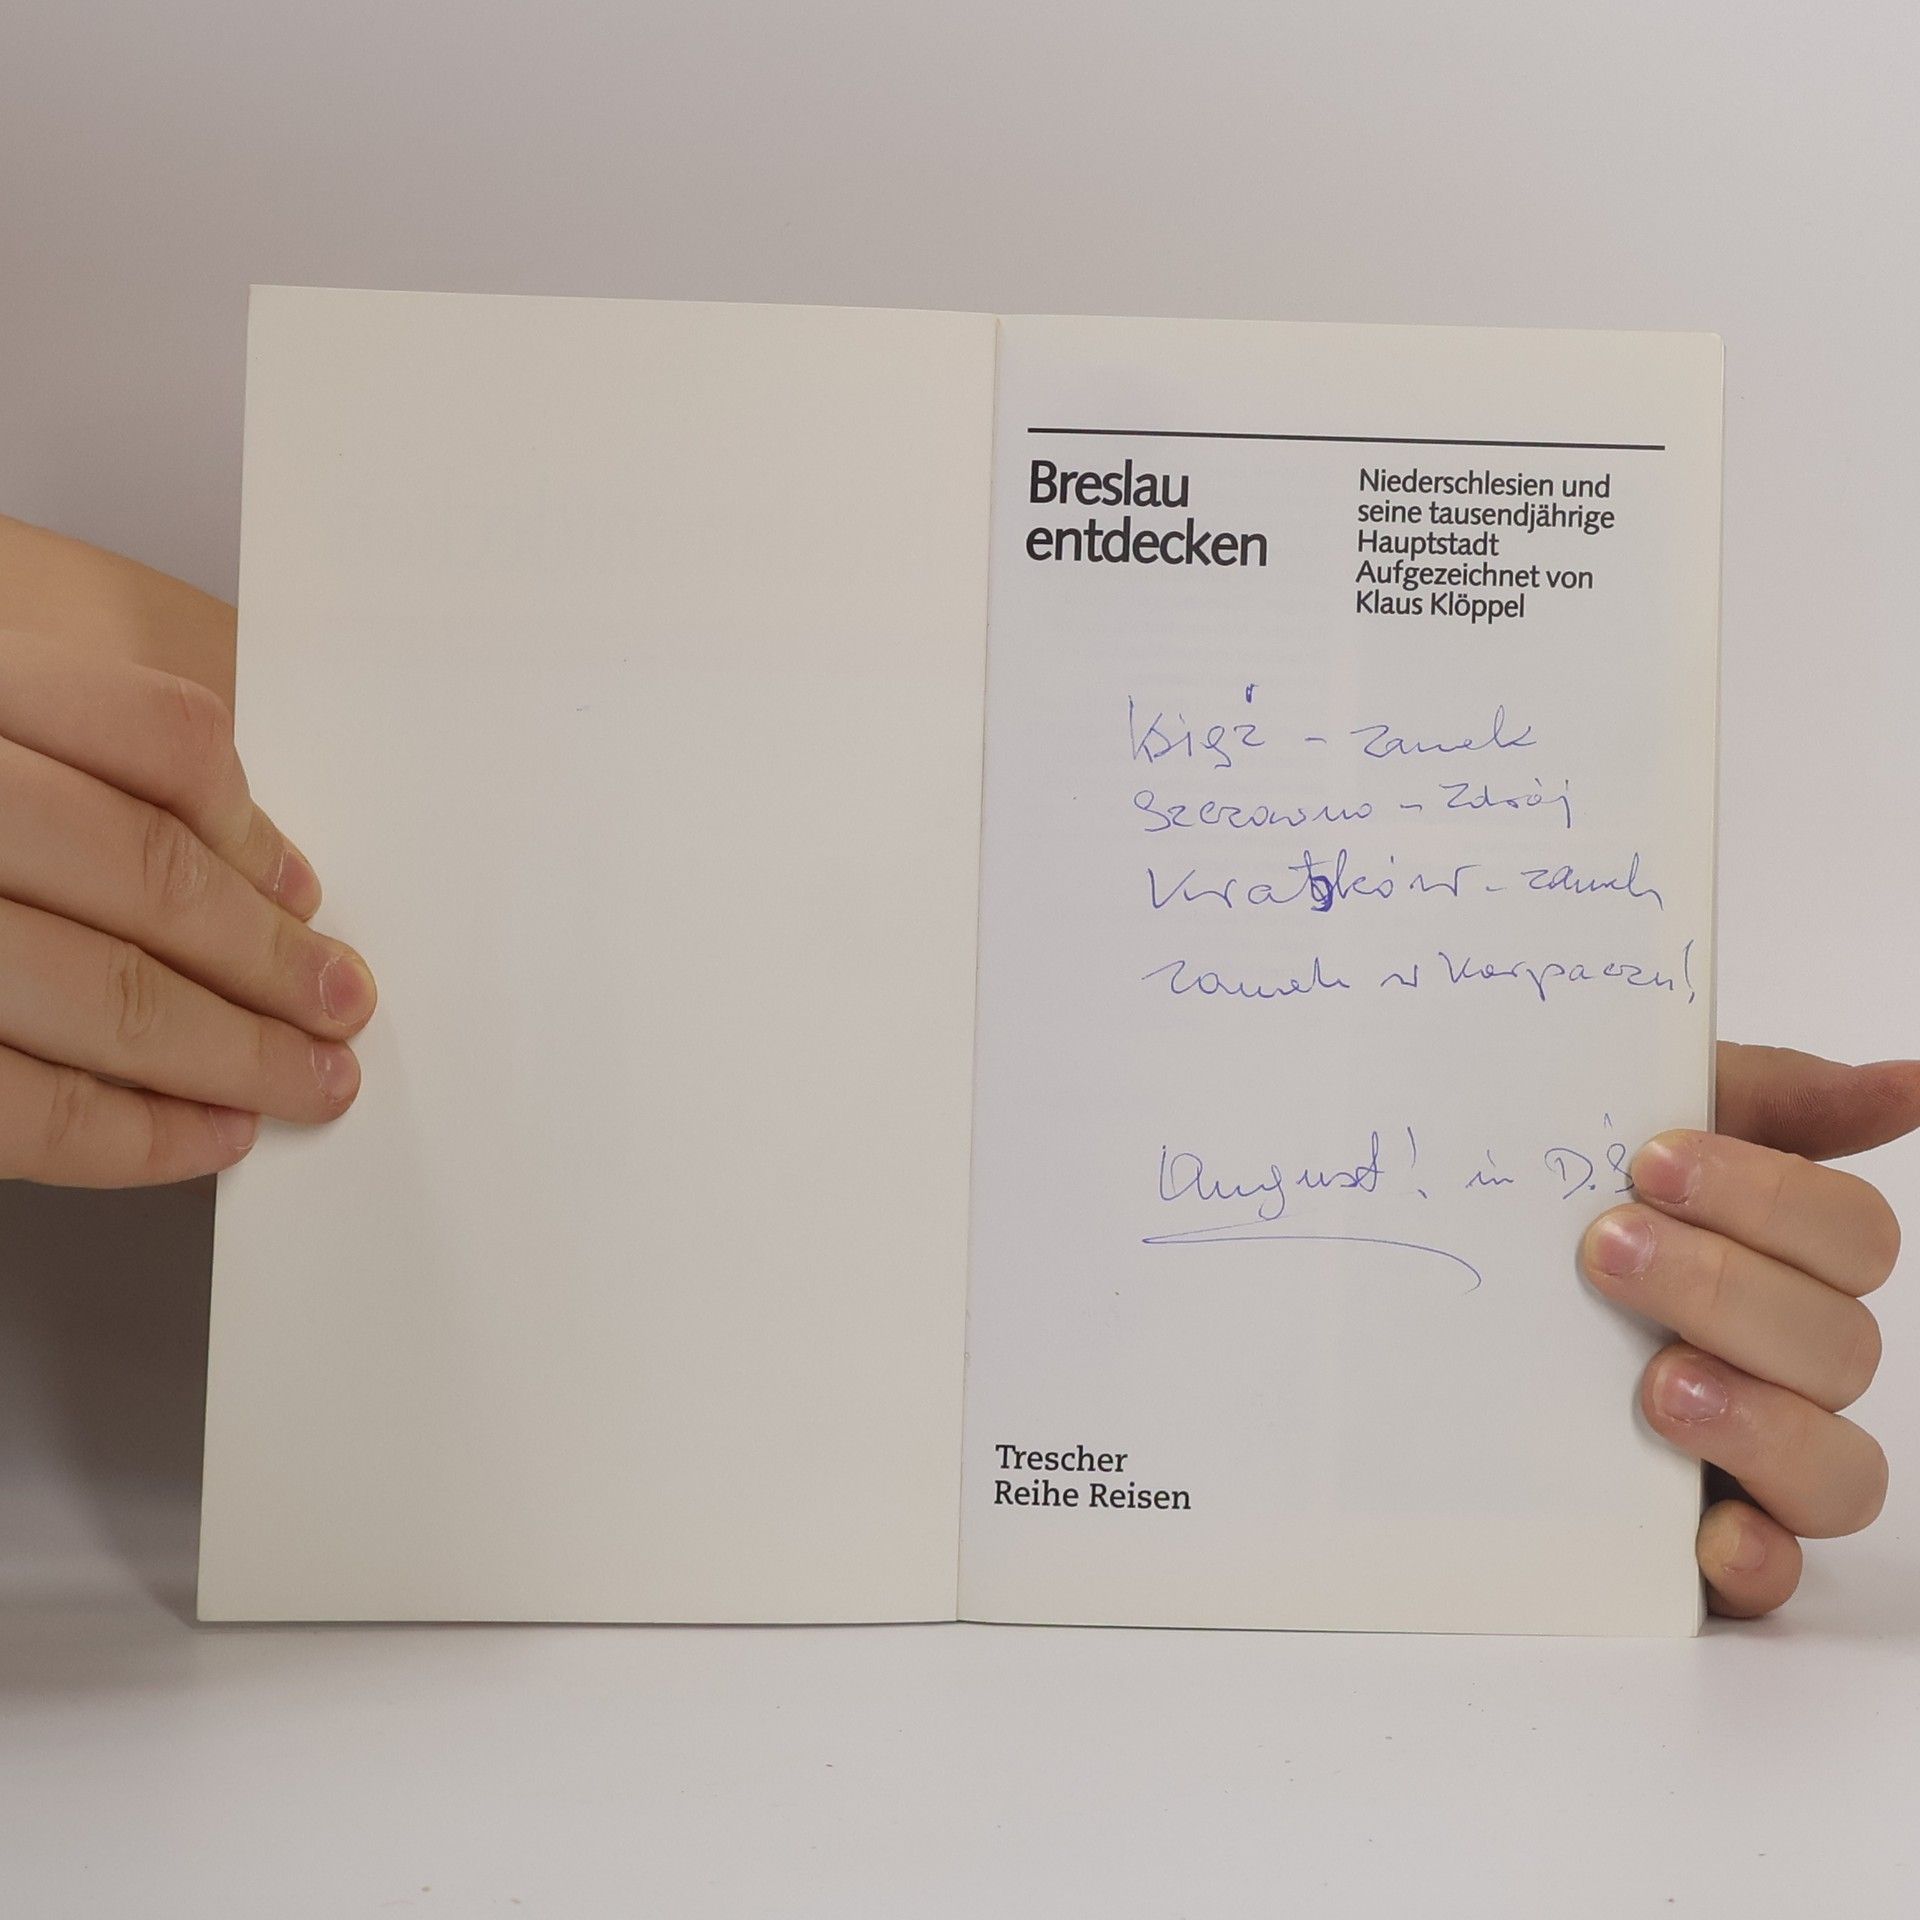 Breslau
entdecken
Niederschlesien und
seine tausendjährige
Hauptstadt
Aufgezeichnet von
Klaus Klöppel
Książ - zamek
Szczawno - Zdrój
zamek
zamek w Karpaczu!
August! in D.Ś
Trescher
Reihe Reisen